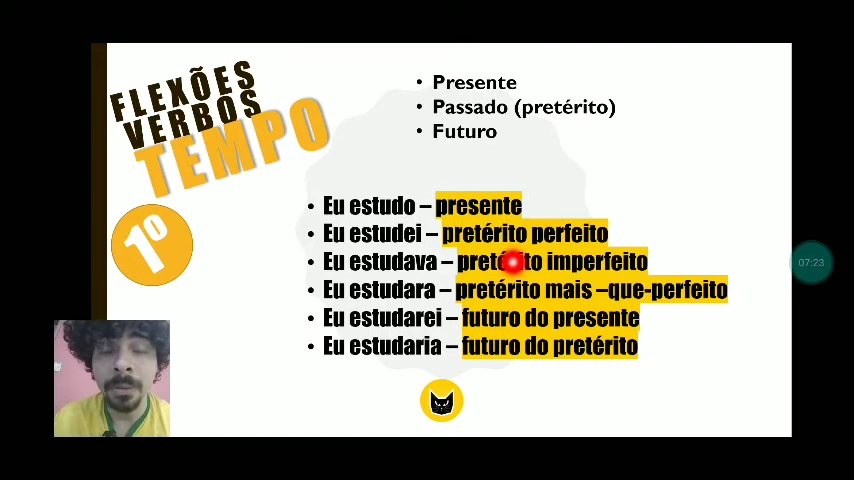 FLEXÕES
VERBOS
TEMPO
1º
• Presente
• Passado (pretérito)
• Futuro
• Eu estudo – presente
• Eu estudei – pretérito perfeito
• Eu estudava – pretérito imperfeito
• Eu estudara – pretérito mais –que-perfeito
• Eu estudarei – futuro do presente
• Eu estudaria – futuro do pretérito
07:23